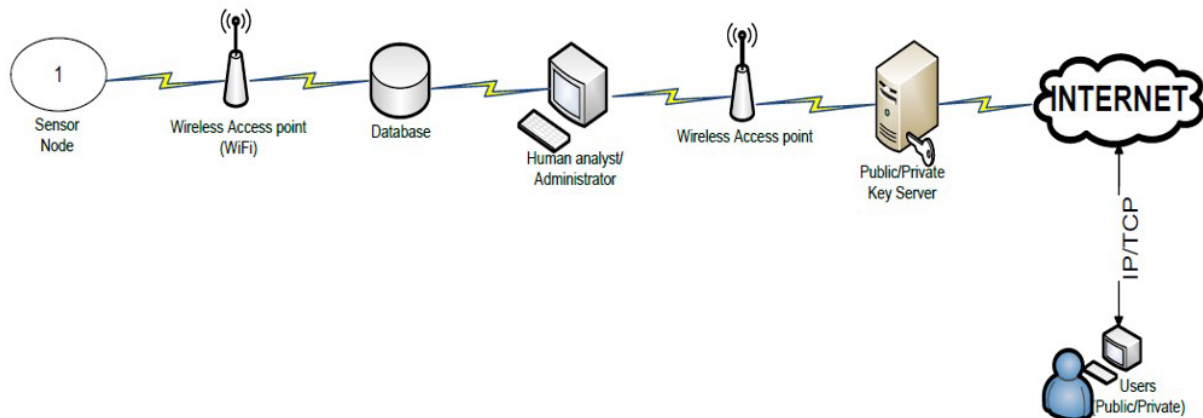 1
Sensor
Node
Wireless Access point
(WiFi)
Database
Human analyst/
Administrator
Wireless Access point
Public/Private
Key Server
INTERNET
IP/TCP
Users
(Public/Private)